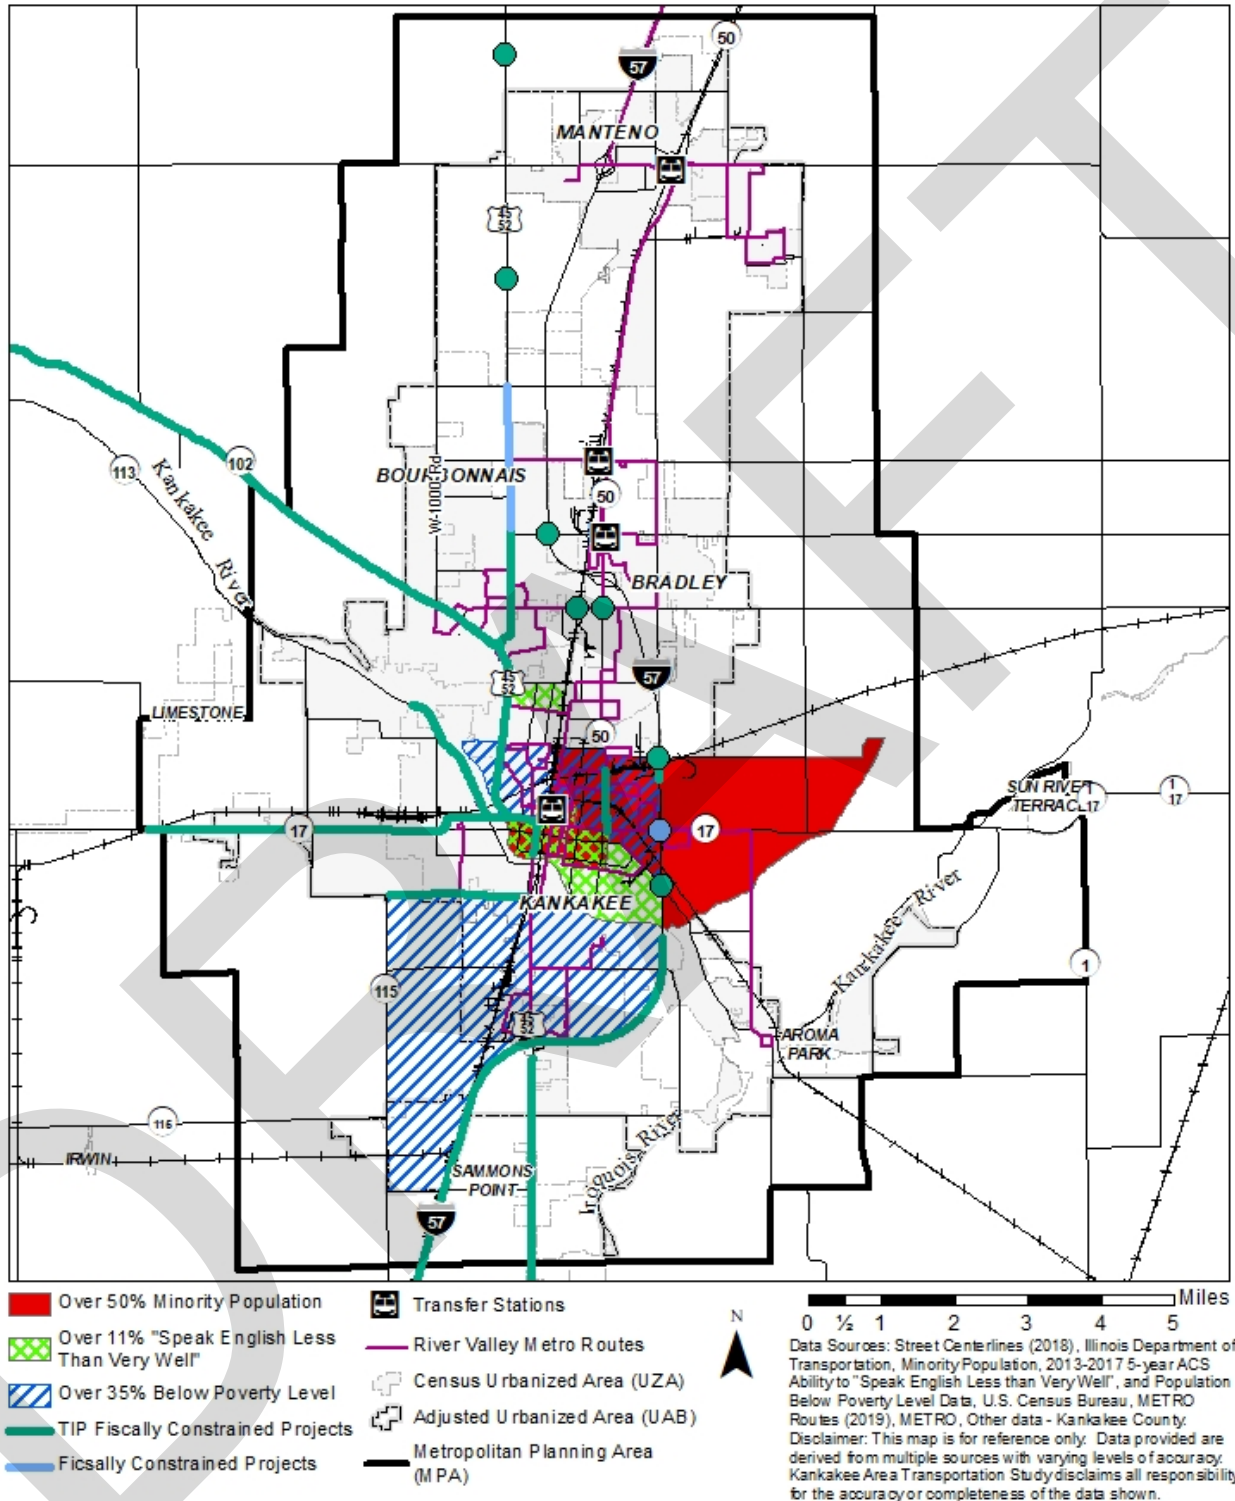 50
57
MANTENO
45
52
113
Kankakee
River
102
BOURBONNAIS
W-1000-Rd
50
BRADLEY
45
52
57
LIMESTONE
50
17
17
SUN RIVER
TERRACE
17
1
17
KANKAKEE
Kankakee River
115
45
52
1
AROMA
PARK
115
IRWIN
SAMMONS
POINT
Iroquois River
57
DRAFT
Over 50% Minority Population
Over 11% "Speak English Less
Than Very Well"
Over 35% Below Poverty Level
TIP Fiscally Constrained Projects
Ficsally Constrained Projects
Transfer Stations
River Valley Metro Routes
Census Urbanized Area (UZA)
Adjusted Urbanized Area (UAB)
Metropolitan Planning Area
(MPA)
N
Miles
0 ½ 1 2 3 4 5
Data Sources: Street Centerlines (2018), Illinois Department of
Transportation, Minority Population, 2013-2017 5-year ACS
Ability to "Speak English Less than Very Well", and Population
Below Poverty Level Data, U.S. Census Bureau, METRO
Routes (2019), METRO, Other data - Kankakee County.
Disclaimer: This map is for reference only. Data provided are
derived from multiple sources with varying levels of accuracy.
Kankakee Area Transportation Study disclaims all responsibility
for the accuracy or completeness of the data shown.